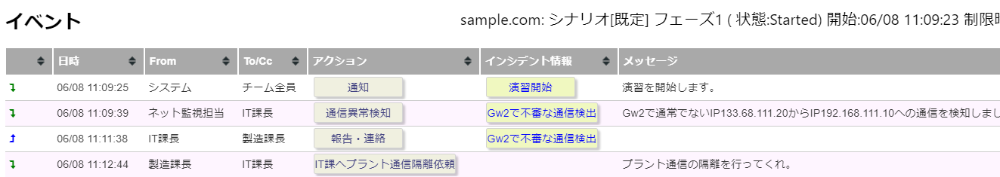 イベント
sample.com: シナリオ[既定] フェーズ1 ( 状態:Started) 開始:06/08 11:09:23 制限
日時 From To/Cc アクション インシデント情報 メッセージ
06/08 11:09:25 システム チーム全員 通知 演習開始 演習を開始します。
06/08 11:09:39 ネット監視担当 IT課長 通信異常検知 Gw2で不審な通信検出 Gw2で通常でないIP133.68.111.20からIP192.168.111.10への通信を検知しまし
06/08 11:11:38 IT課長 製造課長 報告・連絡 Gw2で不審な通信検出
06/08 11:12:44 製造課長 IT課長 IT課へプラント通信隔離依頼 プラント通信の隔離を行ってくれ。